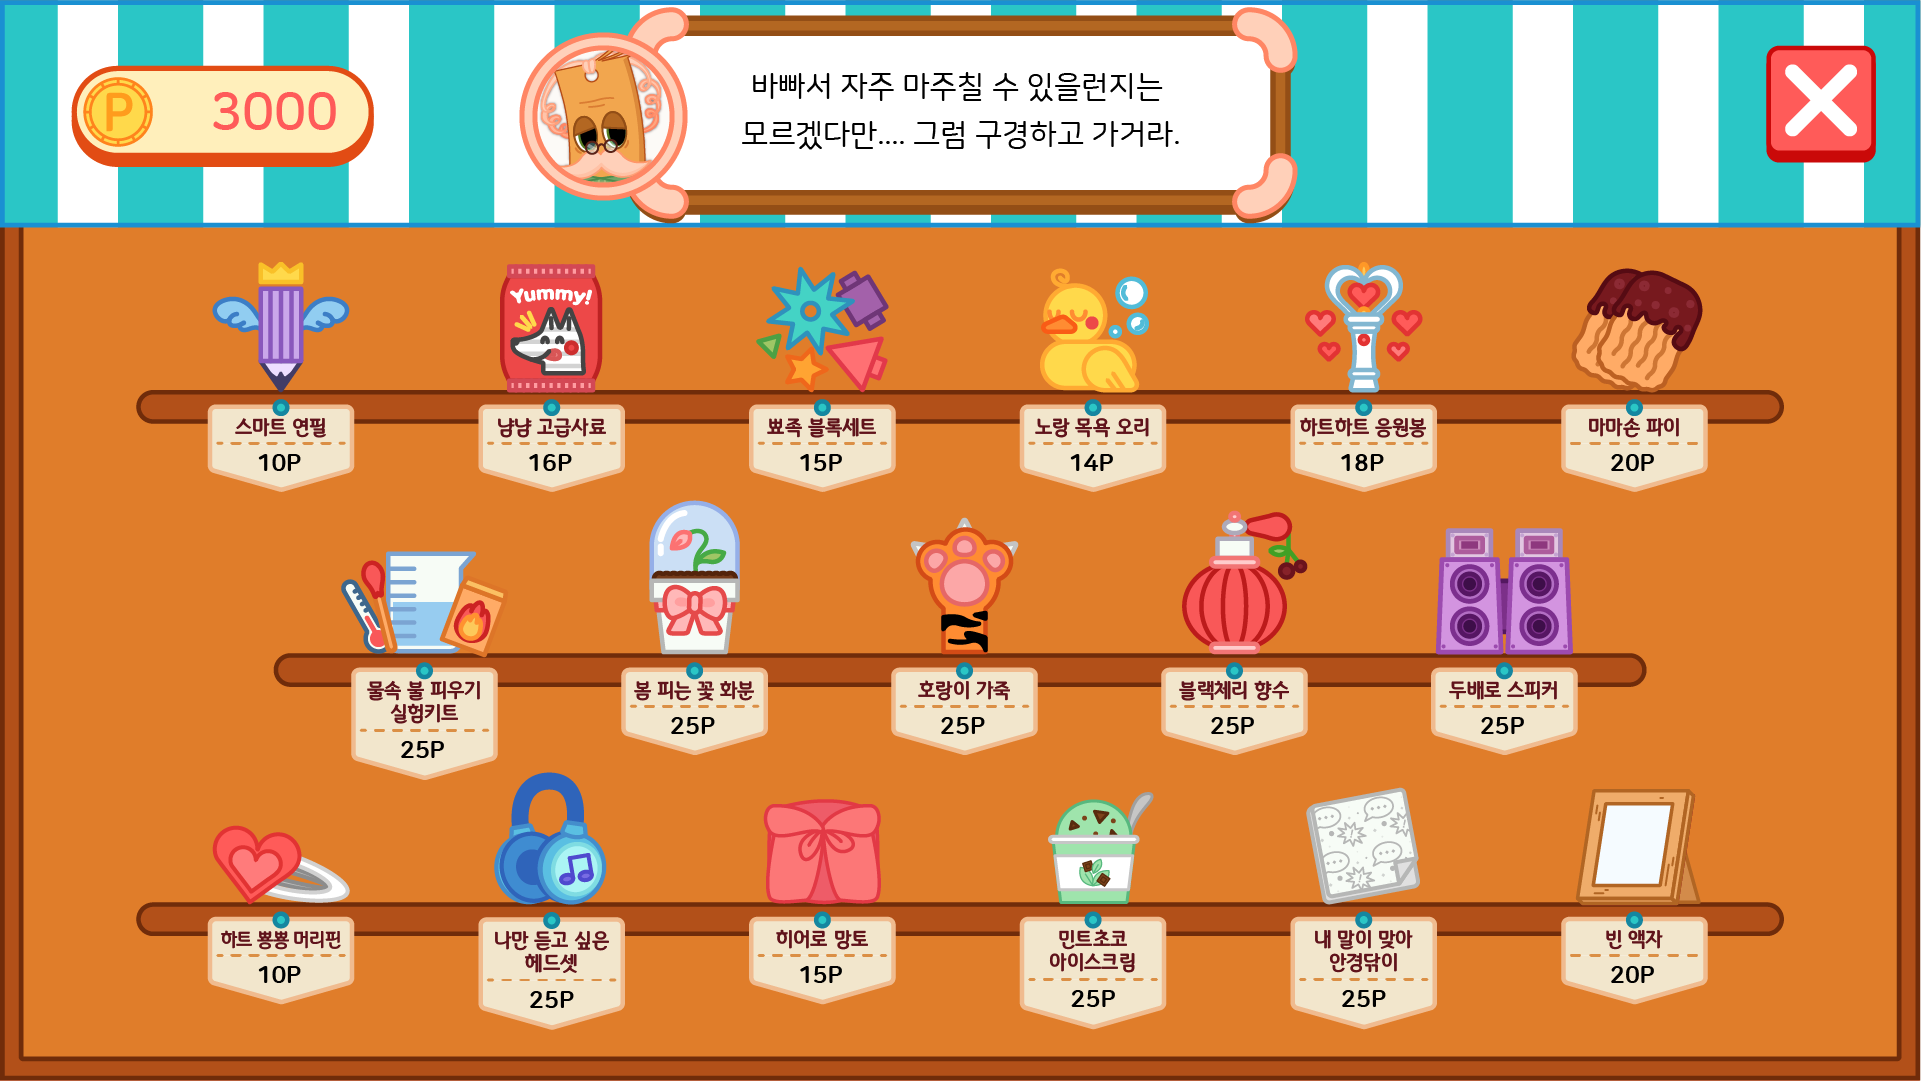 P 3000
바빠서 자주 마주칠 수 있을런지는
모르겠다만.... 그럼 구경하고 가거라.
Yummy!
스마트 연필
10P
냥냥 고급사료
16P
뾰족 블록세트
15P
노랑 목욕 오리
14P
하트하트 응원봉
18P
마마손 파이
20P
물속 불 피우기
실험키트
25P
봄 피는 꽃 화분
25P
호랑이 가죽
25P
블랙체리 향수
25P
두배로 스피커
25P
하트 뿅뿅 머리핀
10P
나만 듣고 싶은
헤드셋
25P
히어로 망토
15P
민트초코
아이스크림
25P
내 말이 맞아
안경닦이
25P
빈 액자
20P